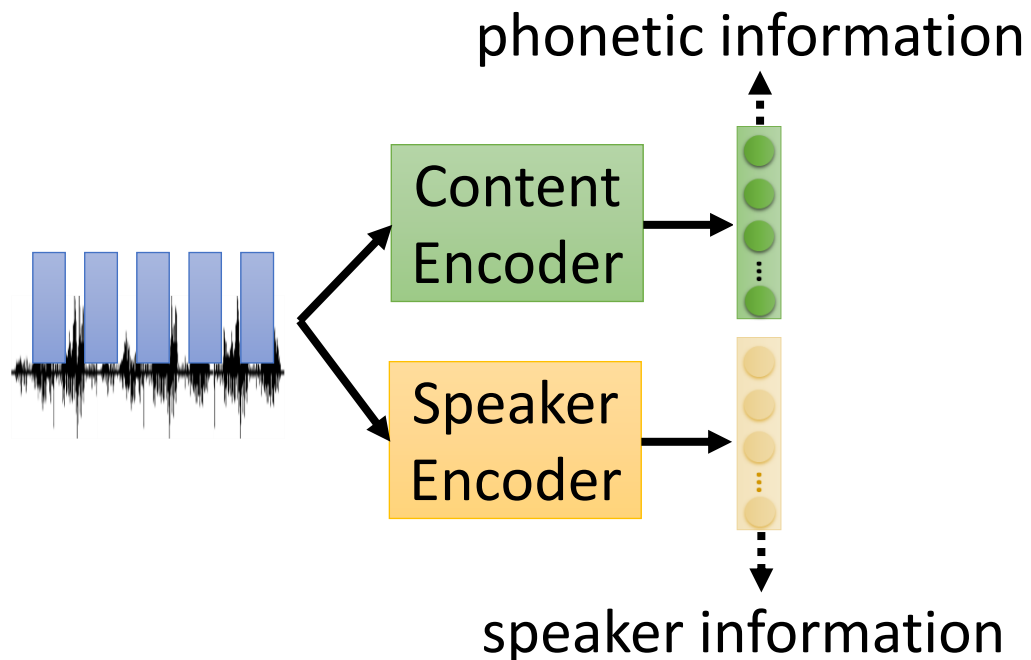 phonetic information
Content
Encoder
Speaker
Encoder
speaker information